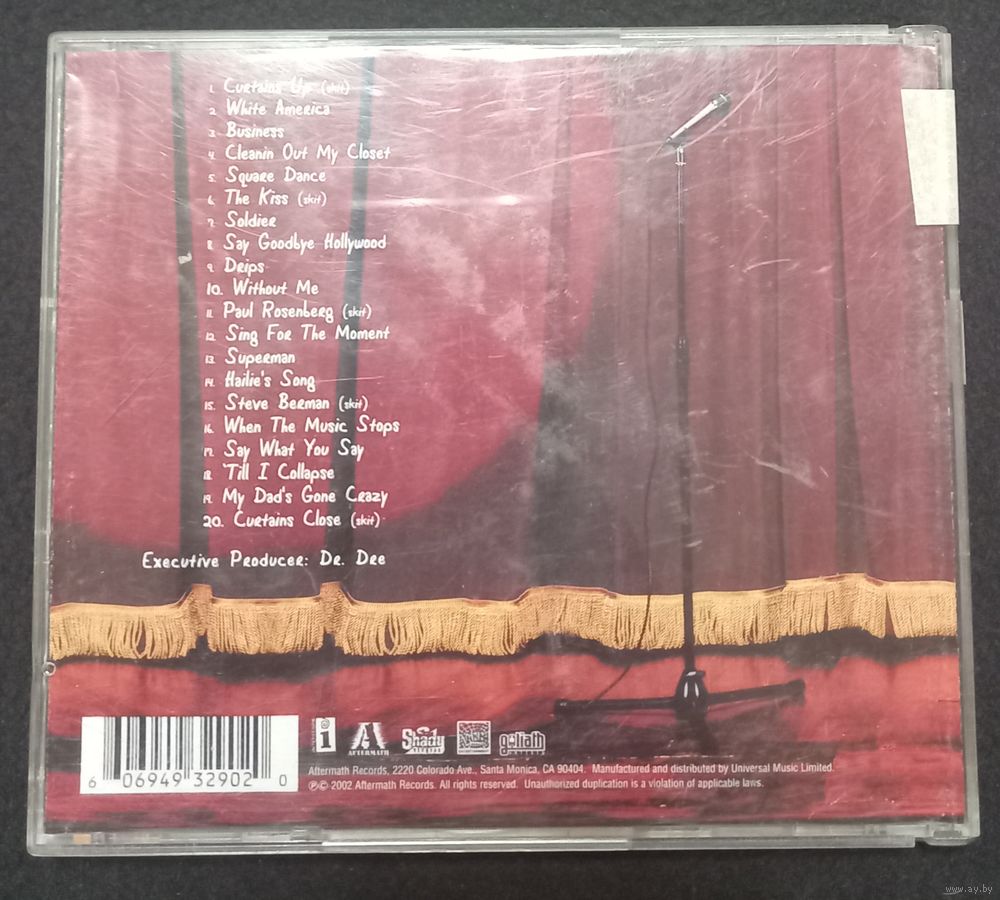 1. Curtains Up (skit)
2. White America
3. Business
4. Cleanin Out My Closet
5. Square Dance
6. The Kiss (skit)
7. Soldier
8. Say Goodbye Hollywood
9. Drips
10. Without Me
11. Paul Rosenberg (skit)
12. Sing For The Moment
13. Superman
14. Hailie's Song
15. Steve Berman (skit)
16. When The Music Stops
17. Say What You Say
18. 'Till I Collapse
19. My Dad's Gone Crazy
20. Curtains Close (skit)
Executive Producer: Dr. Dre
6 06949 32902 0
i AFTERMATH Shady goliath
Aftermath Records, 2220 Colorado Ave., Santa Monica, CA 90404. Manufactured and distributed by Universal Music Limited.
℗© 2002 Aftermath Records. All rights reserved. Unauthorized duplication is a violation of applicable laws.
www.ay.by